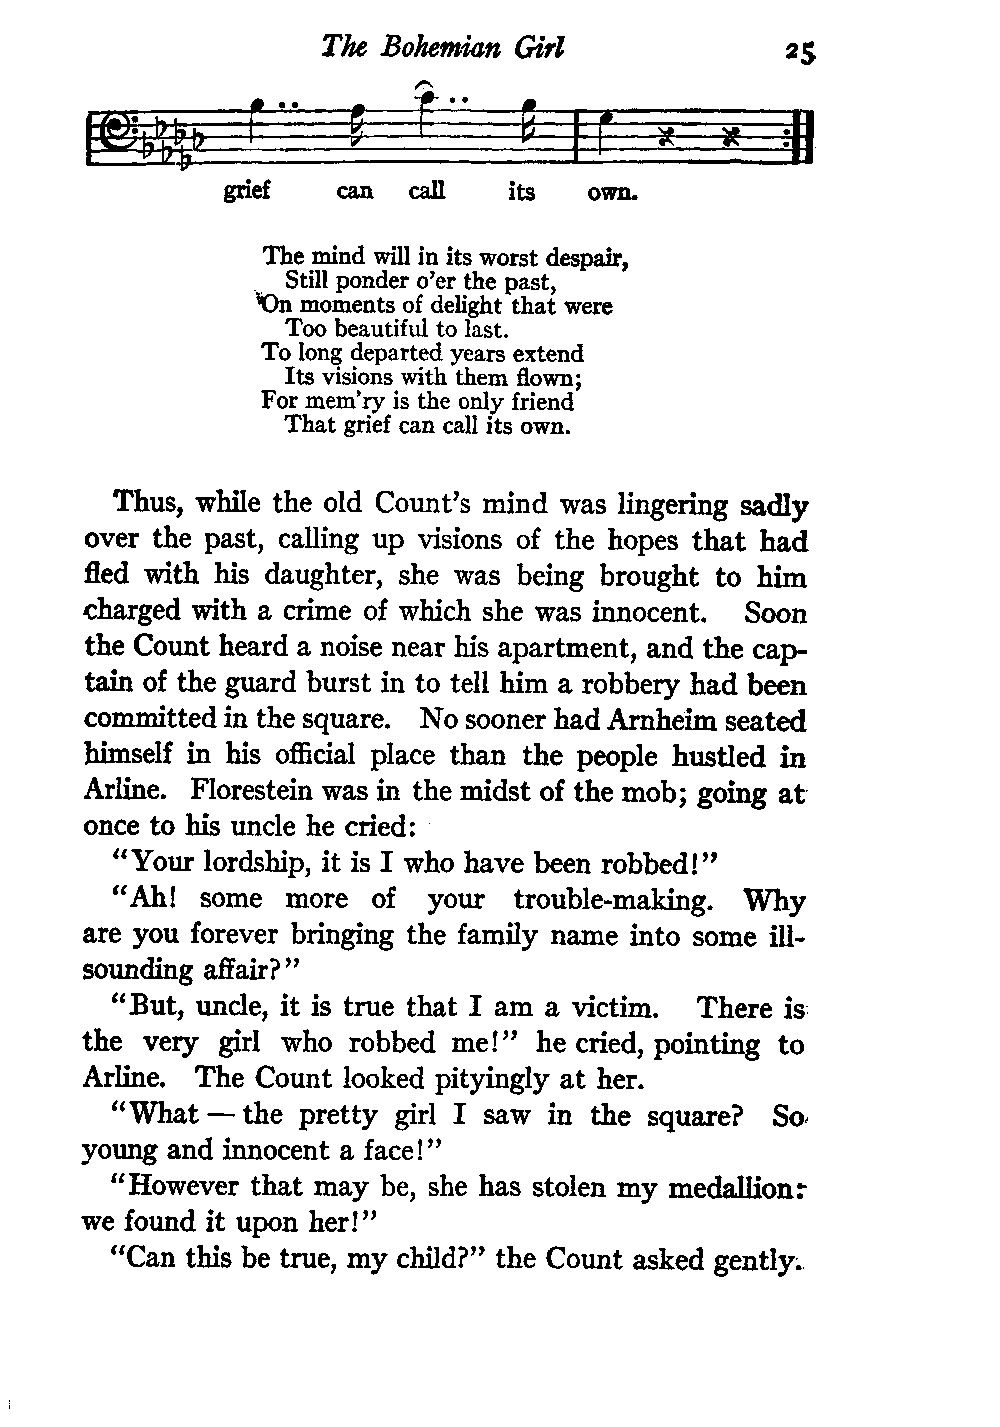 The Bohemian Girl 25
grief can call its own.
The mind will in its worst despair,
Still ponder o'er the past,
On moments of delight that were
Too beautiful to last.
To long departed years extend
Its visions with them flown;
For mem'ry is the only friend
That grief can call its own.
Thus, while the old Count's mind was lingering sadly
over the past, calling up visions of the hopes that had
fled with his daughter, she was being brought to him
charged with a crime of which she was innocent. Soon
the Count heard a noise near his apartment, and the cap-
tain of the guard burst in to tell him a robbery had been
committed in the square. No sooner had Arnheim seated
himself in his official place than the people hustled in
Arline. Florestein was in the midst of the mob; going at
once to his uncle he cried:
"Your lordship, it is I who have been robbed!"
"Ah! some more of your trouble-making. Why
are you forever bringing the family name into some ill-
sounding affair?"
"But, uncle, it is true that I am a victim. There is
the very girl who robbed me!" he cried, pointing to
Arline. The Count looked pityingly at her.
"What — the pretty girl I saw in the square? So
young and innocent a face!"
"However that may be, she has stolen my medallion:
we found it upon her!"
"Can this be true, my child?" the Count asked gently.